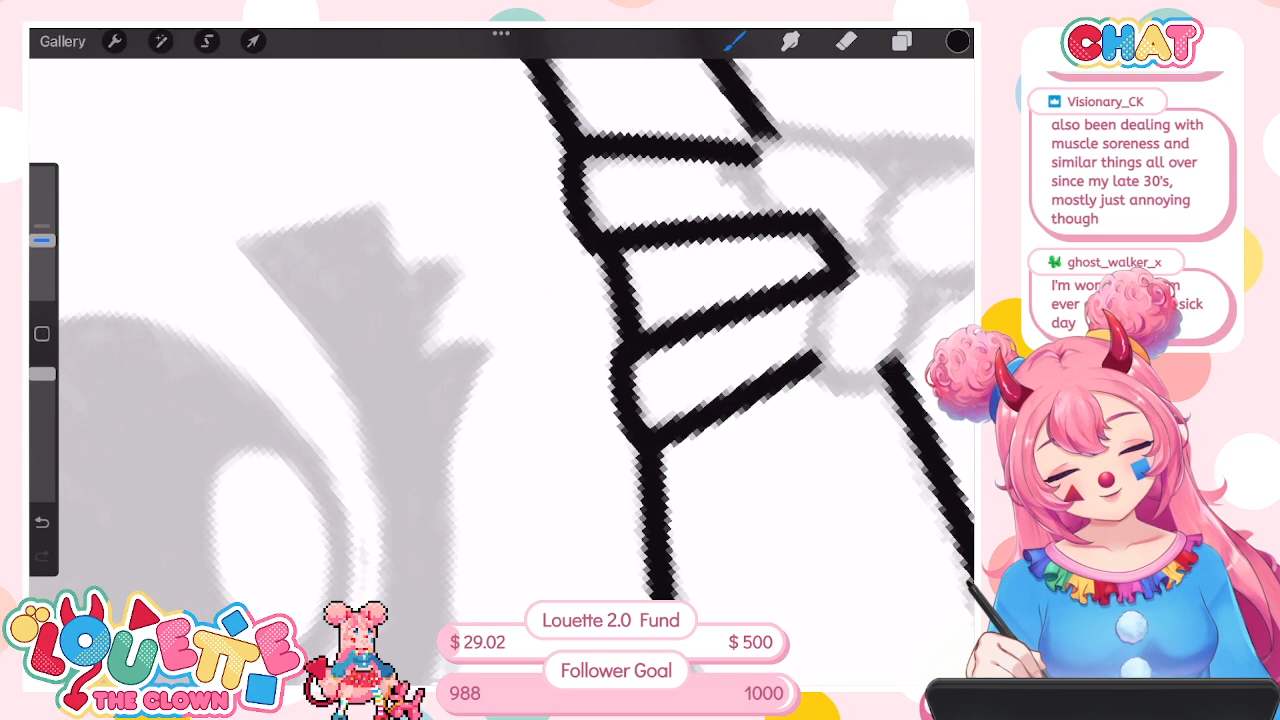 Gallery
CHAT
Visionary_CK
also been dealing with
muscle soreness and
similar things all over
since my late 30's,
mostly just annoying
though
ghost_walker_x
ever sick
day
Louette 2.0 Fund
$ 29.02 $ 500
Follower Goal
988 1000
LOUETTE
THE CLOWN